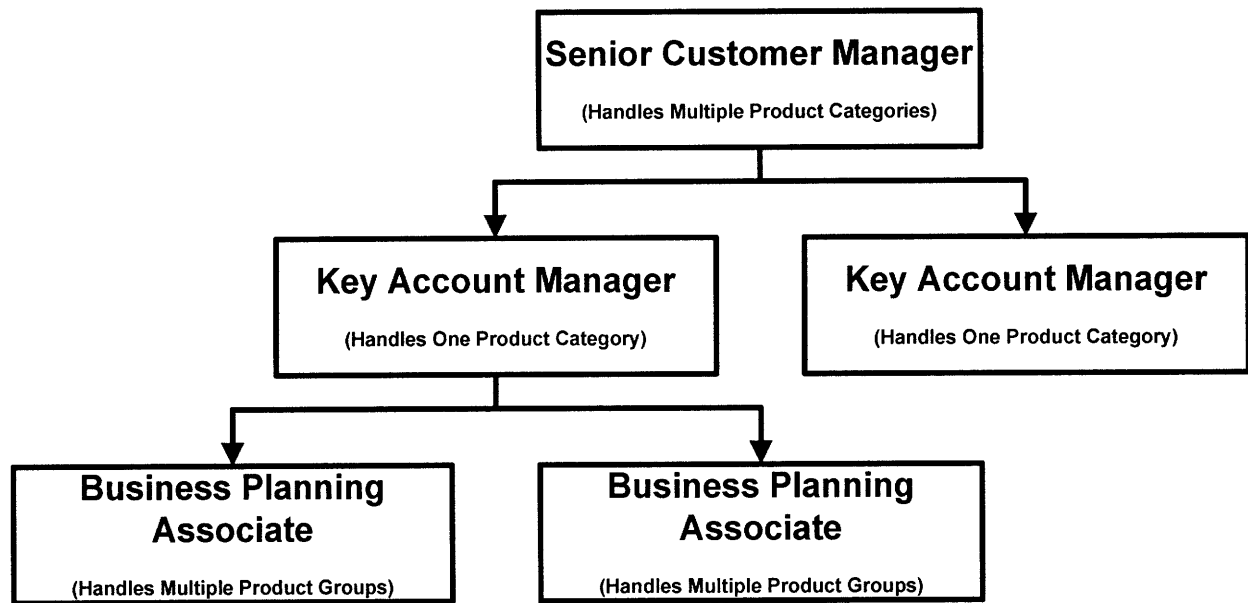 Senior Customer Manager
(Handles Multiple Product Categories)
Key Account Manager
(Handles One Product Category)
Key Account Manager
(Handles One Product Category)
Business Planning
Associate
(Handles Multiple Product Groups)
Business Planning
Associate
(Handles Multiple Product Groups)